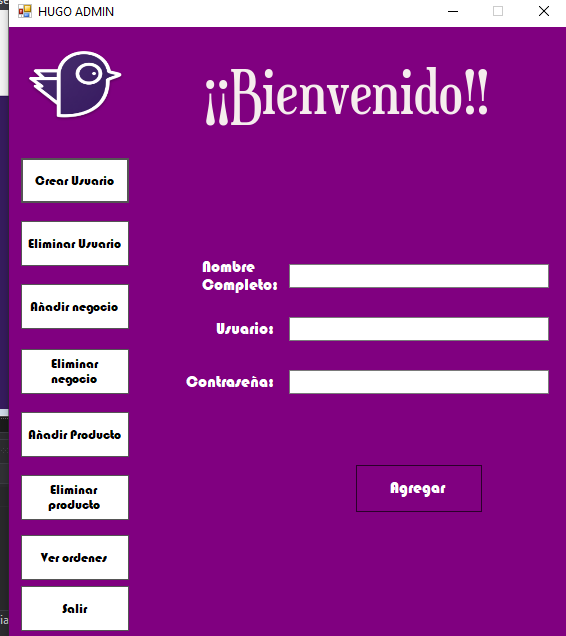 HUGO ADMIN
¡¡Bienvenido!!
Crear Usuario
Eliminar Usuario
Añadir negocio
Eliminar
negocio
Añadir Producto
Eliminar
producto
Ver ordenes
Salir
Nombre
Completo:
Usuario:
Contraseña:
Agregar